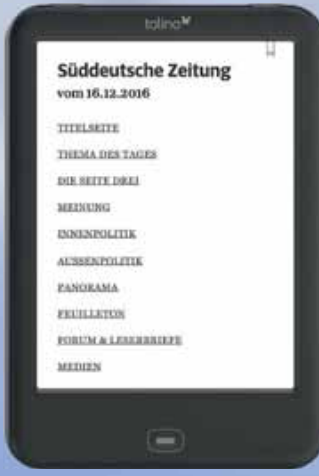 tolino
Süddeutsche Zeitung
vom 16.12.2016
TITELSEITE
THEMA DES TAGES
DIE SEITE DREI
MEINUNG
INNENPOLITIK
AUSSENPOLITIK
PANORAMA
FEUILLETON
FORUM & LESERBRIEFE
MEDIEN